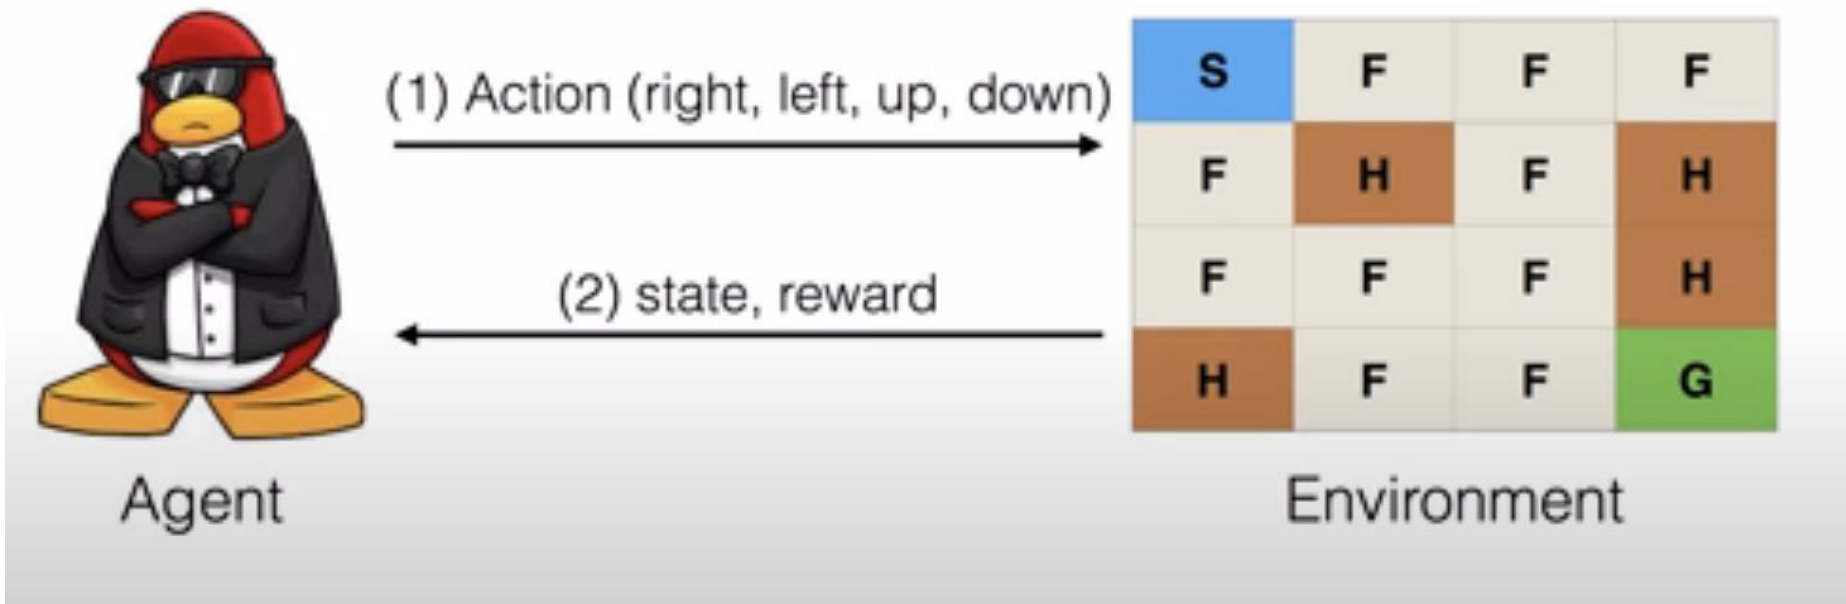 (1) Action (right, left, up, down)
(2) state, reward
Agent
S F F F
F H F H
F F F H
H F F G
Environment